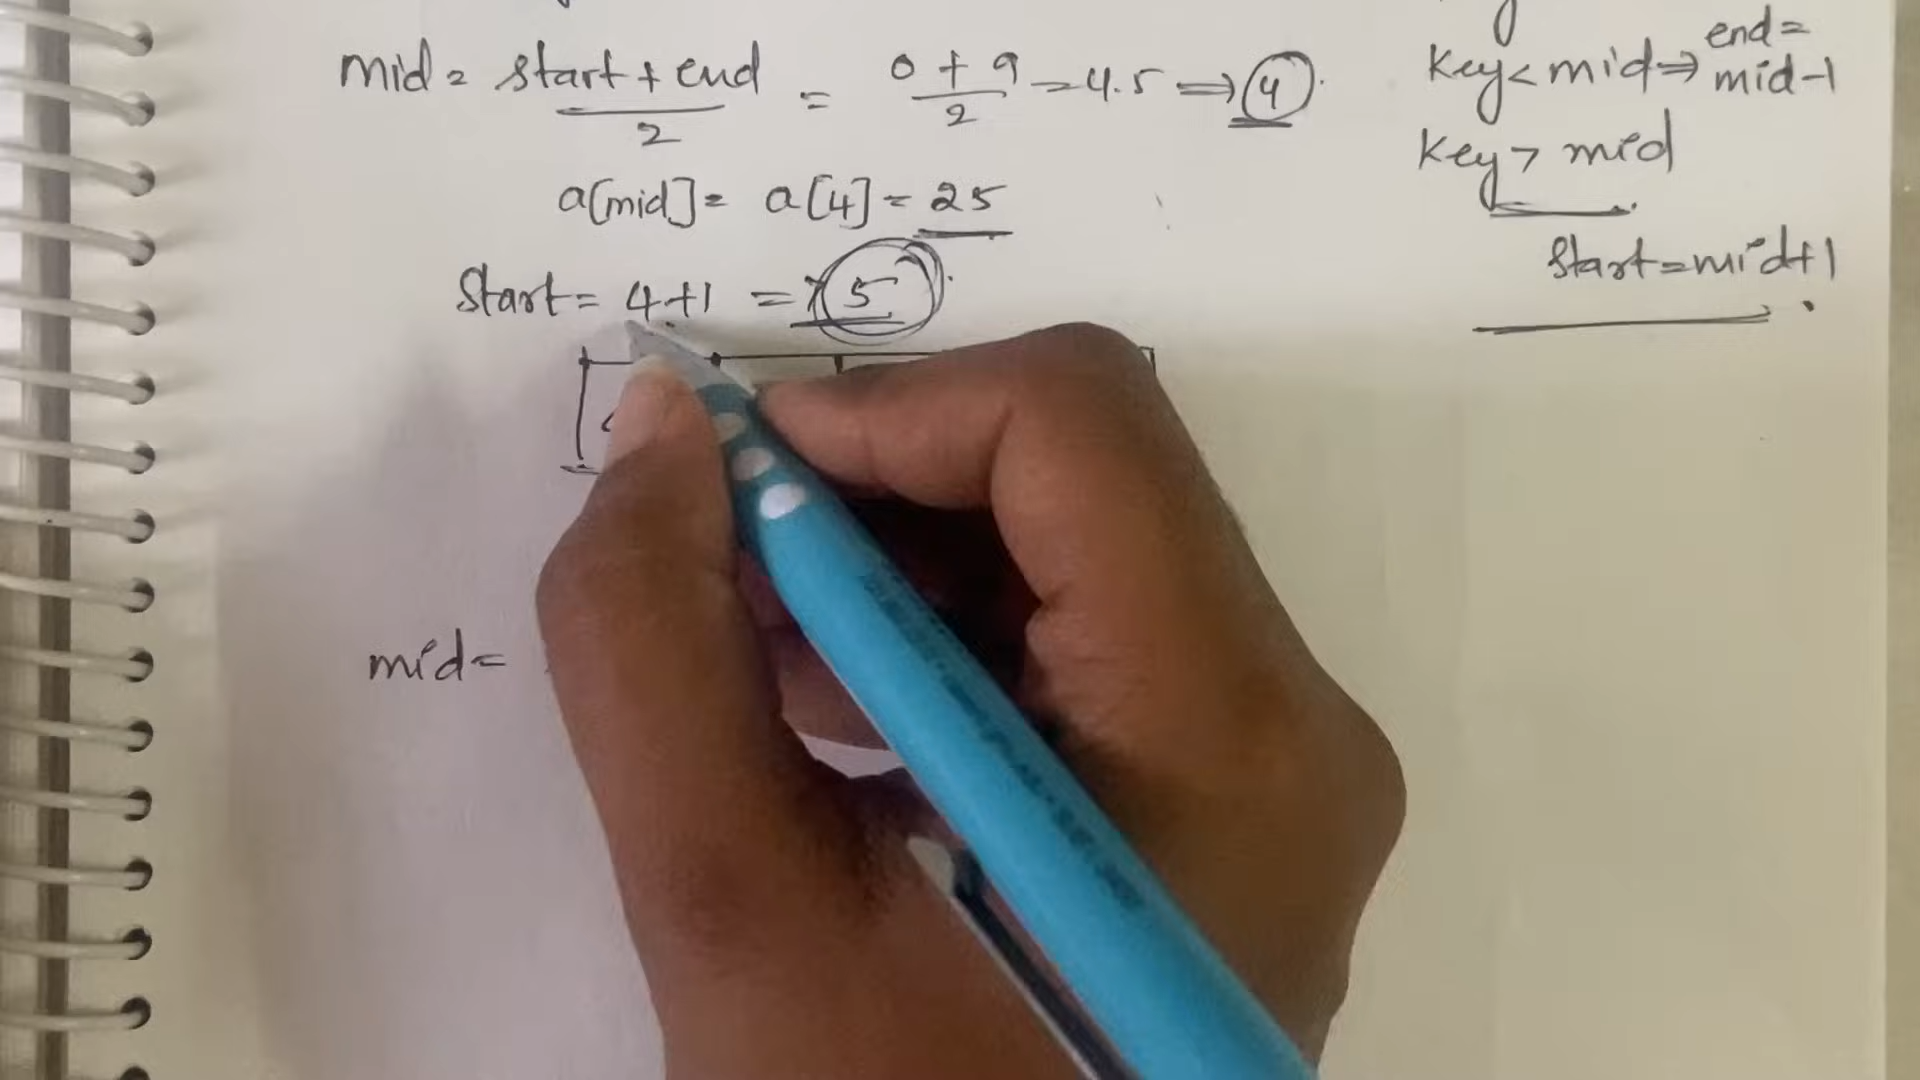 mid = start + end / 2 = 0 + 9 / 2 = 4.5 ⇒ 4
a[mid] = a[4] = 25
Start = 4+1 = 5
mid =
end =
key < mid ⇒ mid-1
key > mid
Start = mid+1